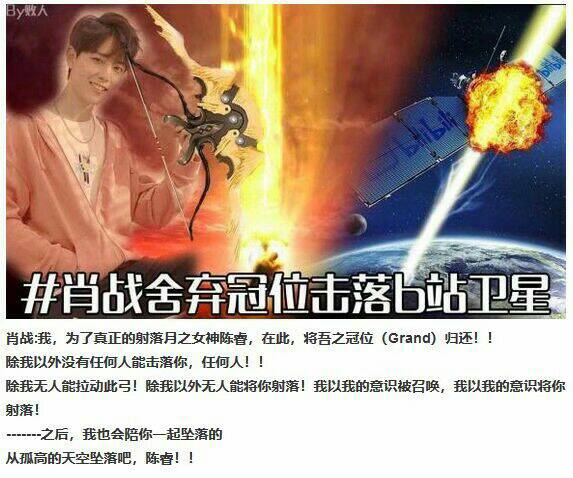 By败人
bilibili
#肖战舍弃冠位击落b站卫星
肖战:我，为了真正的射落月之女神陈睿，在此，将吾之冠位（Grand）归还！！
除我以外没有任何人能击落你，任何人！！
除我无人能拉动此弓！除我以外无人能将你射落！我以我的意识被召唤，我以我的意识将你
射落！
-------之后，我也会陪你一起坠落的
从孤高的天空坠落吧，陈睿！！